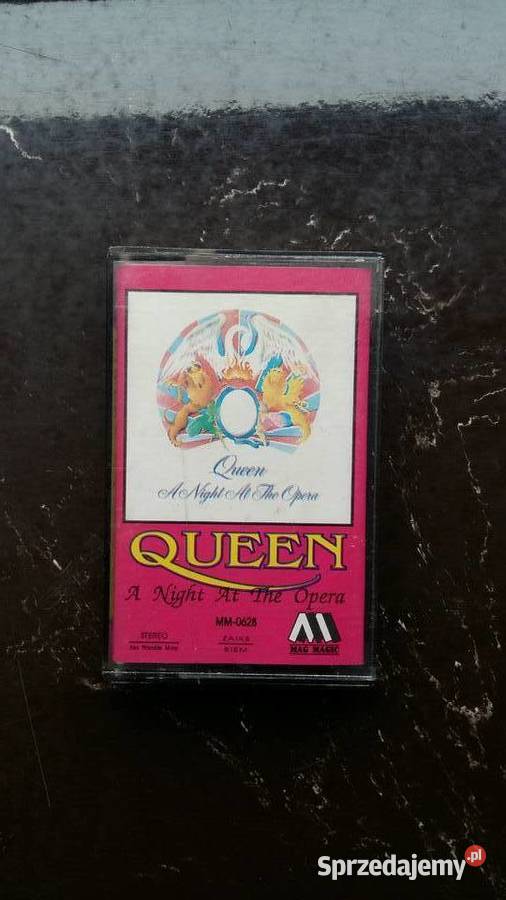 Queen
A Night At The Opera
QUEEN
A Night At The Opera
MM-0628
STEREO
ZAIKS
BIEM
MAG MAGIC
Sprzedajemy.pl